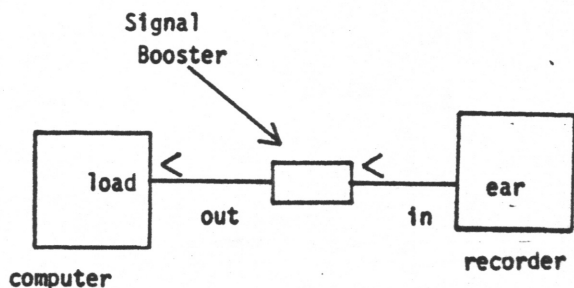 Signal
Booster
load
ear
out
in
computer
recorder